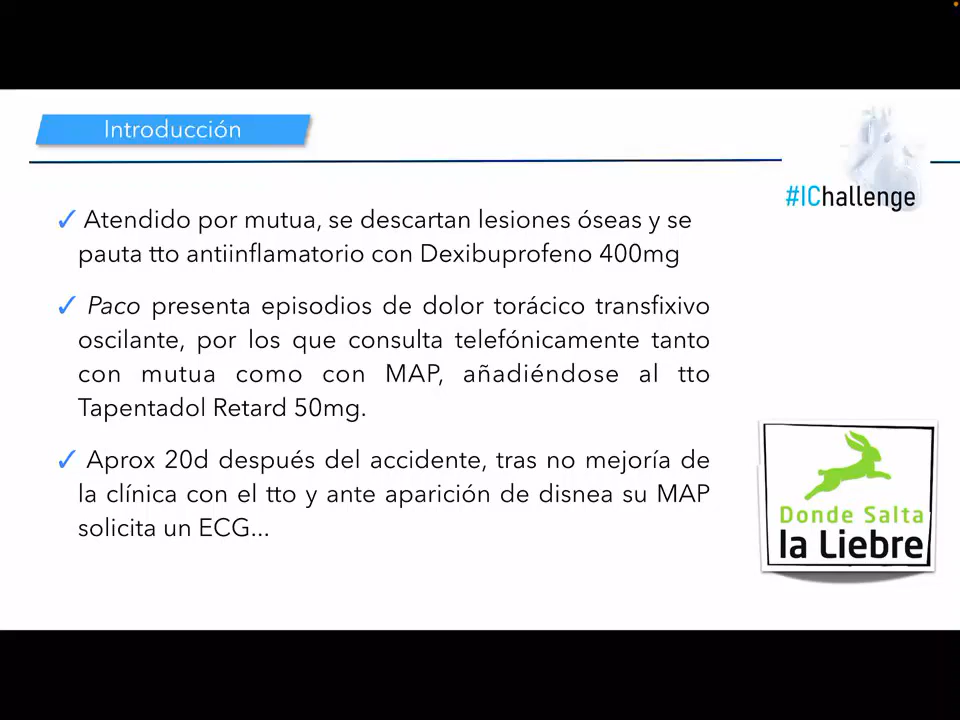 Introducción
#IChallenge
✓ Atendido por mutua, se descartan lesiones óseas y se
pauta tto antiinflamatorio con Dexibuprofeno 400mg
✓ Paco presenta episodios de dolor torácico transfixivo
oscilante, por los que consulta telefónicamente tanto
con mutua como con MAP, añadiéndose al tto
Tapentadol Retard 50mg.
✓ Aprox 20d después del accidente, tras no mejoría de
la clínica con el tto y ante aparición de disnea su MAP
solicita un ECG...
Donde Salta
la Liebre